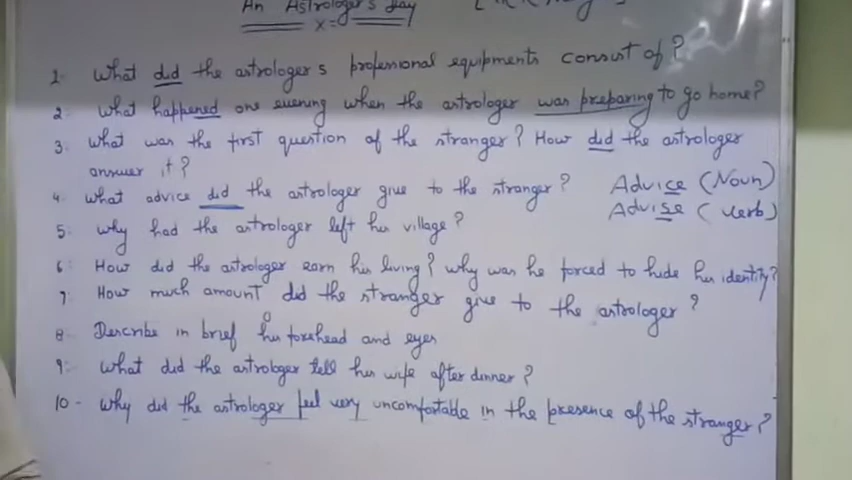 An Astrologer's Day
1. What did the astrologers professional equipments consist of?
2. What happened one evening when the astrologer was preparing to go home?
3. What was the first question of the stranger? How did the astrologer
answer it?
4. What advice did the astrologer give to the stranger? Advice (Noun)
Advise (Verb)
5. Why had the astrologer left his village?
6. How did the astrologer earn his living? Why was he forced to hide his identity?
7. How much amount did the stranger give to the astrologer?
8. Describe in brief his forehead and eyes
9. What did the astrologer tell his wife after dinner?
10 - Why did the astrologer feel very uncomfortable in the presence of the stranger?